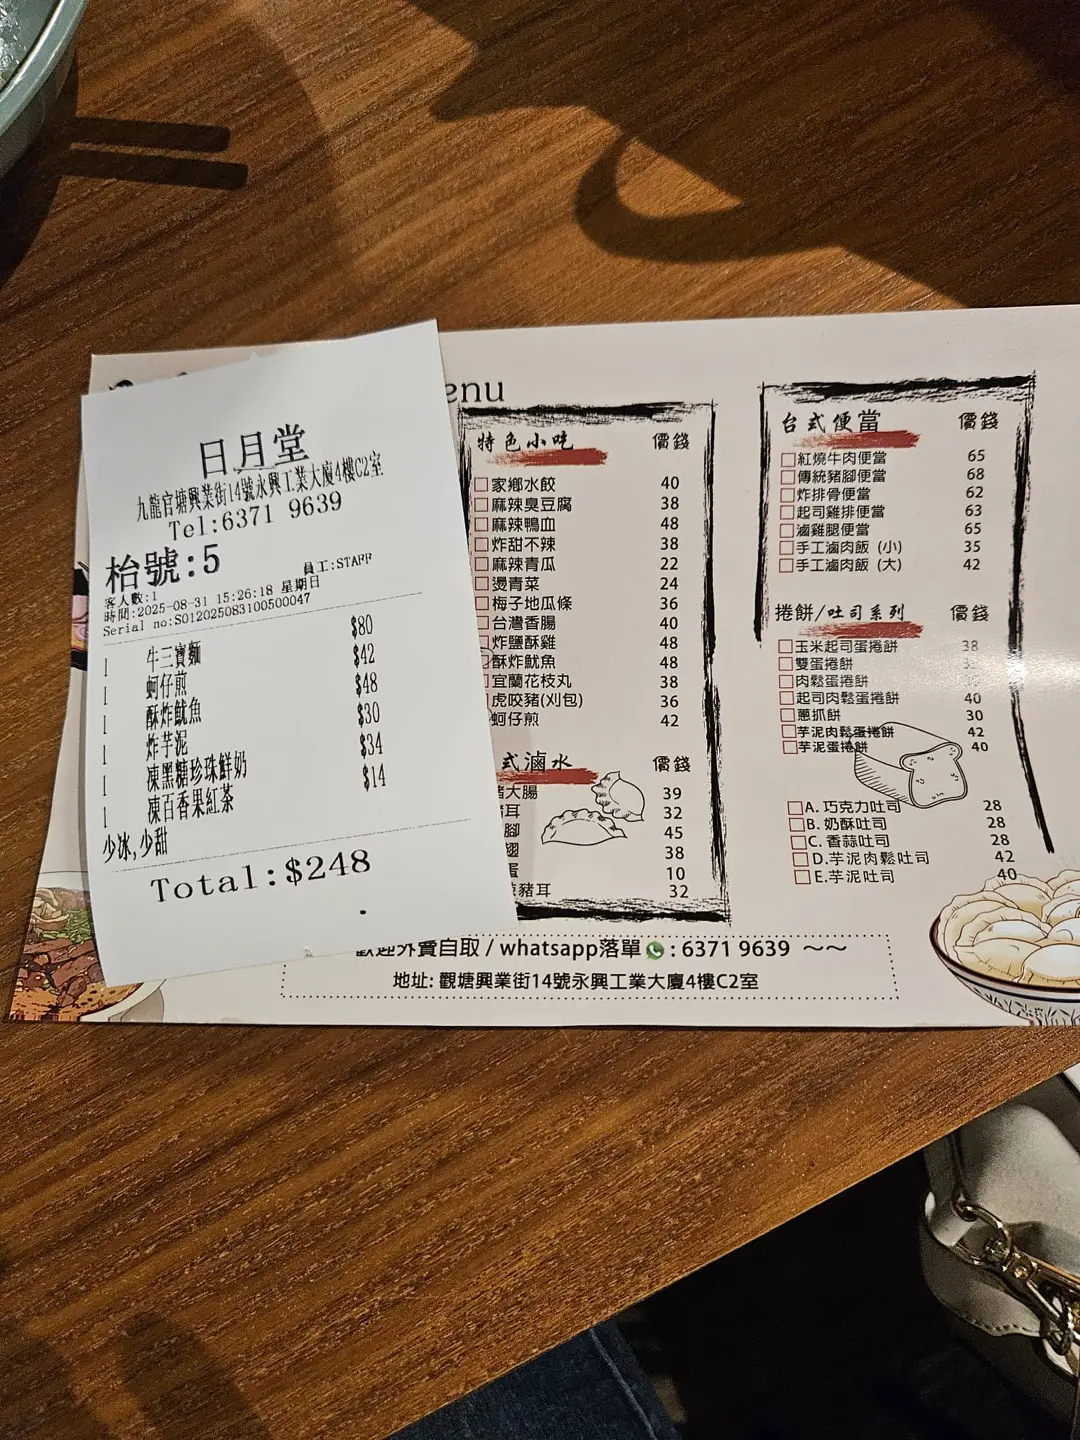 日月堂
九龍官塘興業街14號永興工業大廈4樓C2室
Tel:6371 9639
枱號:5
客人數:1 員工:STAFF
時間:2025-08-31 15:26:18 星期日
Serial no:S012025083100500047
1 牛三寶麵 $80
1 蚵仔煎 $42
1 酥炸魷魚 $48
1 炸芋泥 $30
1 凍黑糖珍珠鮮奶 $34
1 凍百香果紅茶 $14
少冰,少甜
Total:$248
enu
特色小吃 價錢
家鄉水餃 40
麻辣臭豆腐 38
麻辣鴨血 48
炸甜不辣 38
麻辣青瓜 22
燙青菜 24
梅子地瓜條 36
台灣香腸 40
炸鹽酥雞 48
酥炸魷魚 48
宜蘭花枝丸 38
虎咬豬(刈包) 36
蚵仔煎 42
式滷水 價錢
大腸 39
耳 32
腳 45
翅 38
蛋 10
豬耳 32
台式便當 價錢
紅燒牛肉便當 65
傳統豬腳便當 68
炸排骨便當 62
起司雞排便當 63
滷雞腿便當 65
手工滷肉飯 (小) 35
手工滷肉飯 (大) 42
捲餅/吐司系列 價錢
玉米起司蛋捲餅 38
雙蛋捲餅
肉鬆蛋捲餅
起司肉鬆蛋捲餅 40
蔥抓餅 30
芋泥肉鬆蛋捲餅 42
芋泥蛋捲餅 40
A. 巧克力吐司 28
B. 奶酥吐司 28
C. 香蒜吐司 28
D.芋泥肉鬆吐司 42
E.芋泥吐司 40
歡迎外賣自取 / whatsapp落單 : 6371 9639 ～～
地址: 觀塘興業街14號永興工業大廈4樓C2室